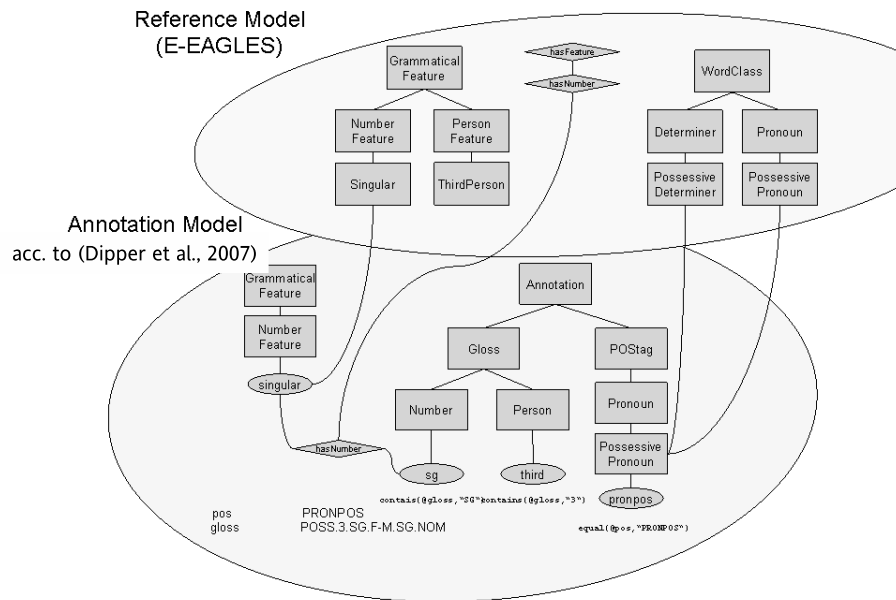 Reference Model
(E-EAGLES)
Grammatical
Feature
hasFeature
hasNumber
WordClass
Number
Feature
Person
Feature
Determiner
Pronoun
Singular
ThirdPerson
Possessive
Determiner
Possessive
Pronoun
Annotation Model
acc. to (Dipper et al., 2007)
Grammatical
Feature
Number
Feature
singular
hasNumber
Annotation
Gloss
POStag
Number
Person
Pronoun
Possessive
Pronoun
sg
third
pronpos
contais(@gloss,"SG")
contains(@gloss,"3")
equal(@pos,"PRONPOS")
pos PRONPOS
gloss POSS.3.SG.F-M.SG.NOM